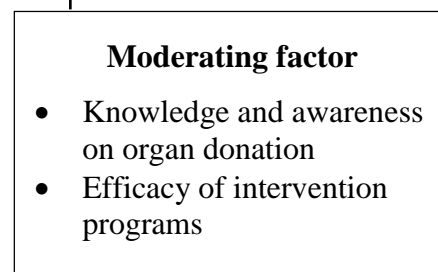 Moderating factor
• Knowledge and awareness
on organ donation
• Efficacy of intervention
programs